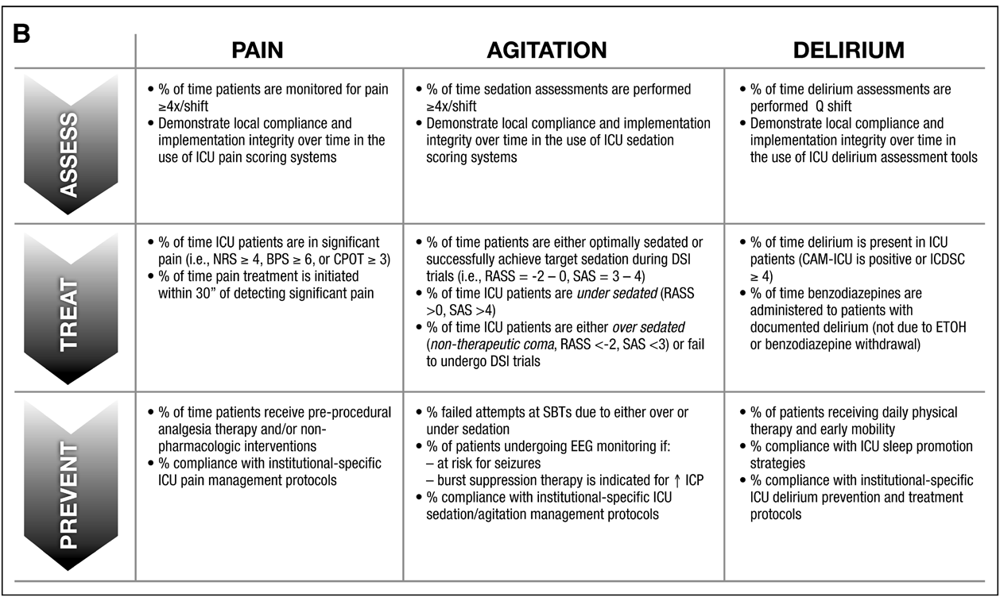 B
PAIN
AGITATION
DELIRIUM
ASSESS
• % of time patients are monitored for pain
≥4x/shift
• Demonstrate local compliance and
implementation integrity over time in the
use of ICU pain scoring systems
• % of time sedation assessments are performed
≥4x/shift
• Demonstrate local compliance and implementation
integrity over time in the use of ICU sedation
scoring systems
• % of time delirium assessments are
performed Q shift
• Demonstrate local compliance and
implementation integrity over time in
the use of ICU delirium assessment tools
TREAT
• % of time ICU patients are in significant
pain (i.e., NRS ≥ 4, BPS ≥ 6, or CPOT ≥ 3)
• % of time pain treatment is initiated
within 30” of detecting significant pain
• % of time patients are either optimally sedated or
successfully achieve target sedation during DSI
trials (i.e., RASS = -2 – 0, SAS = 3 – 4)
• % of time ICU patients are under sedated (RASS
>0, SAS >4)
• % of time ICU patients are either over sedated
(non-therapeutic coma, RASS <-2, SAS <3) or fail
to undergo DSI trials
• % of time delirium is present in ICU
patients (CAM-ICU is positive or ICDSC
≥ 4)
• % of time benzodiazepines are
administered to patients with
documented delirium (not due to ETOH
or benzodiazepine withdrawal)
PREVENT
• % of time patients receive pre-procedural
analgesia therapy and/or non-
pharmacologic interventions
• % compliance with institutional-specific
ICU pain management protocols
• % failed attempts at SBTs due to either over or
under sedation
• % of patients undergoing EEG monitoring if:
– at risk for seizures
– burst suppression therapy is indicated for ↑ ICP
• % compliance with institutional-specific ICU
sedation/agitation management protocols
• % of patients receiving daily physical
therapy and early mobility
• % compliance with ICU sleep promotion
strategies
• % compliance with institutional-specific
ICU delirium prevention and treatment
protocols